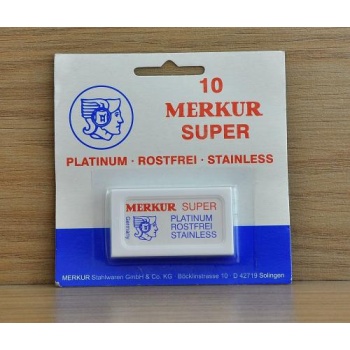 10
MERKUR
SUPER
PLATINUM · ROSTFREI · STAINLESS
MERKUR SUPER
Germany
PLATINUM
ROSTFREI
STAINLESS
MERKUR Stahlwaren GmbH & Co. KG · Böcklinstrasse 10 · D 42719 Solingen